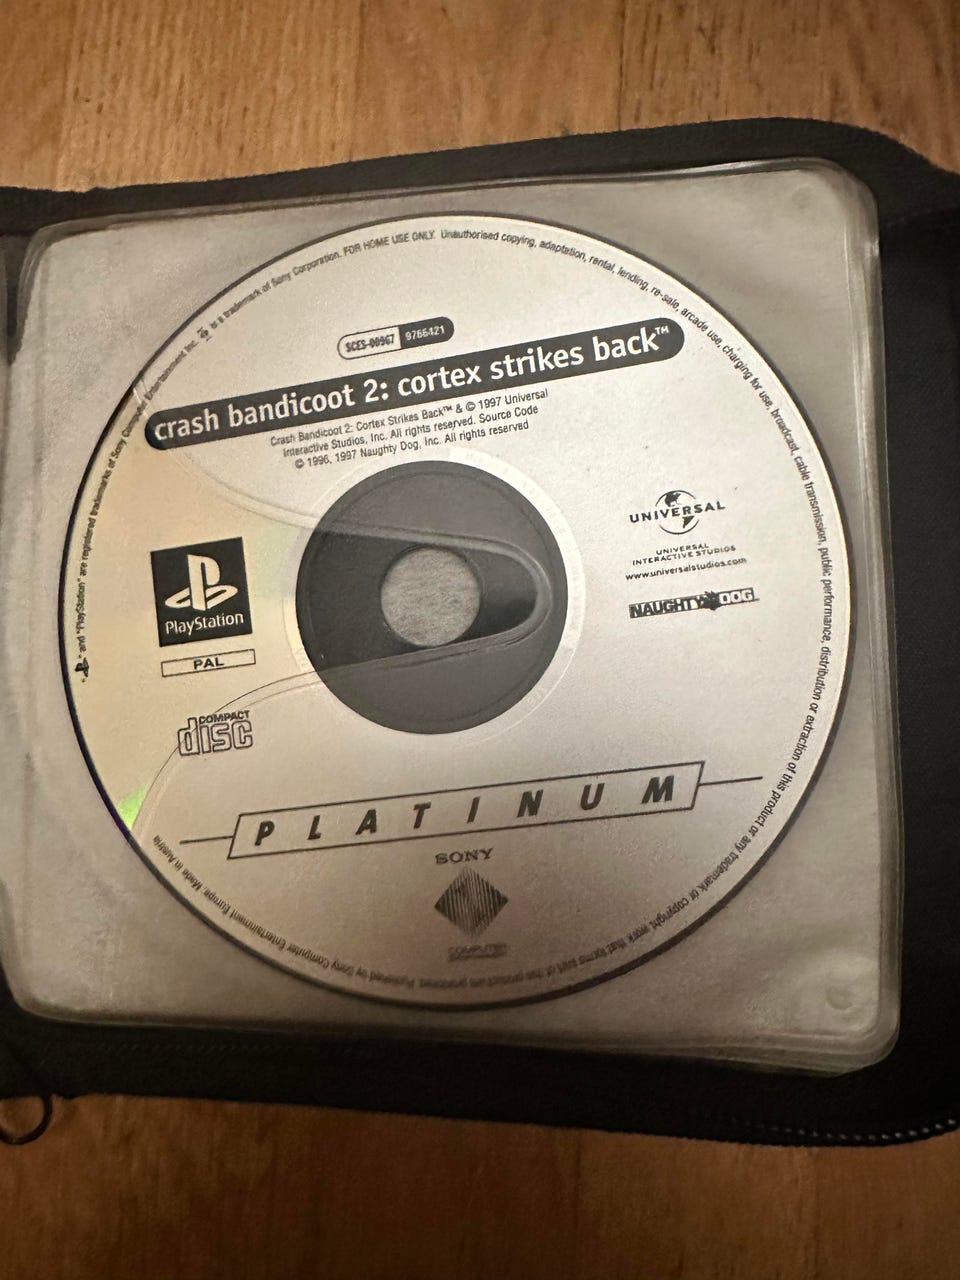 SCES-00967 9766421
crash bandicoot 2: cortex strikes back™
Crash Bandicoot 2: Cortex Strikes Back™ & © 1997 Universal
Interactive Studios, Inc. All rights reserved. Source Code
© 1996, 1997 Naughty Dog, Inc. All rights reserved
UNIVERSAL
UNIVERSAL
INTERACTIVE STUDIOS
www.universalstudios.com
NAUGHTY DOG
PlayStation
PAL
COMPACT
disc
PLATINUM
SONY
COMPUTER
" and "PlayStation" are registered trademarks of Sony Computer Entertainment Inc. " is a trademark of Sony Corporation. FOR HOME USE ONLY. Unauthorised copying, adaptation, rental, lending, re-sale, arcade use, charging for use, broadcast, cable transmission, public performance, distribution or extraction of this product or any trademark or copyright work that forms part of this product are prohibited. Published by Sony Computer Entertainment Europe. Made in Austria